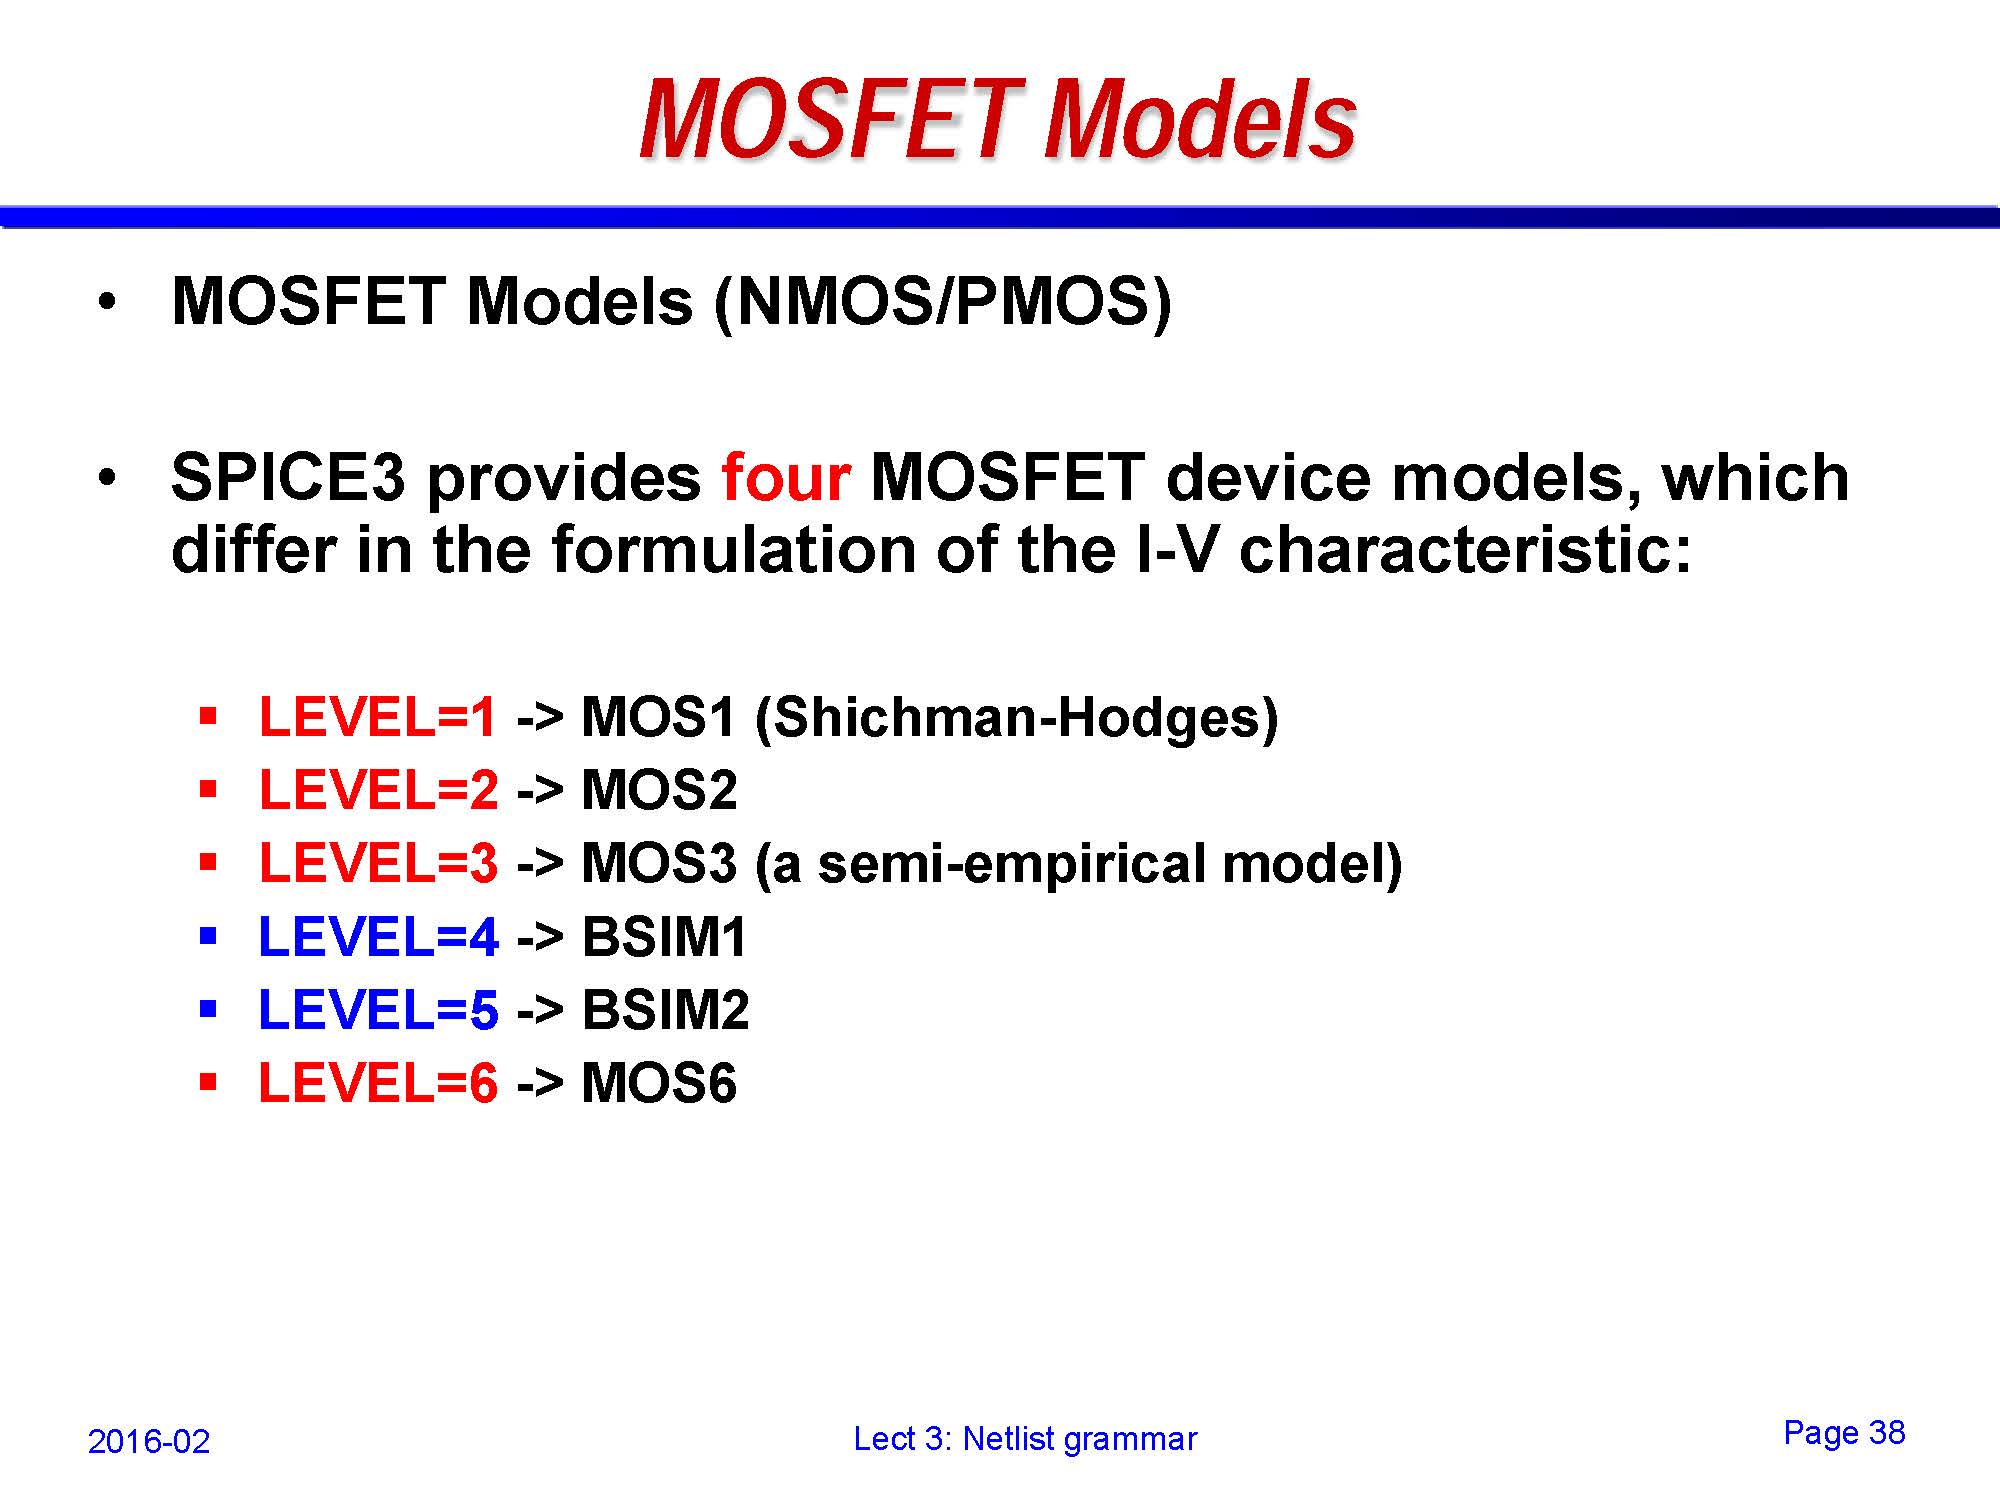 MOSFET Models
• MOSFET Models (NMOS/PMOS)
• SPICE3 provides four MOSFET device models, which
differ in the formulation of the I-V characteristic:
▪ LEVEL=1 -> MOS1 (Shichman-Hodges)
▪ LEVEL=2 -> MOS2
▪ LEVEL=3 -> MOS3 (a semi-empirical model)
▪ LEVEL=4 -> BSIM1
▪ LEVEL=5 -> BSIM2
▪ LEVEL=6 -> MOS6
2016-02
Lect 3: Netlist grammar
Page 38